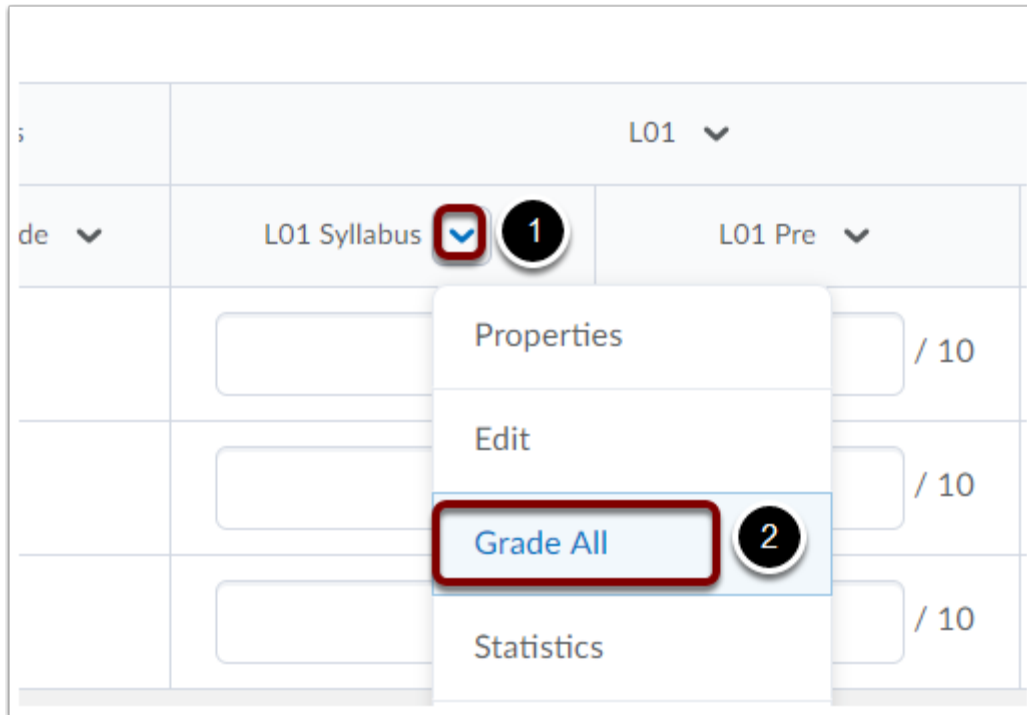 s
L01
de
L01 Syllabus
1
L01 Pre
Properties
/ 10
Edit
/ 10
Grade All
2
/ 10
Statistics